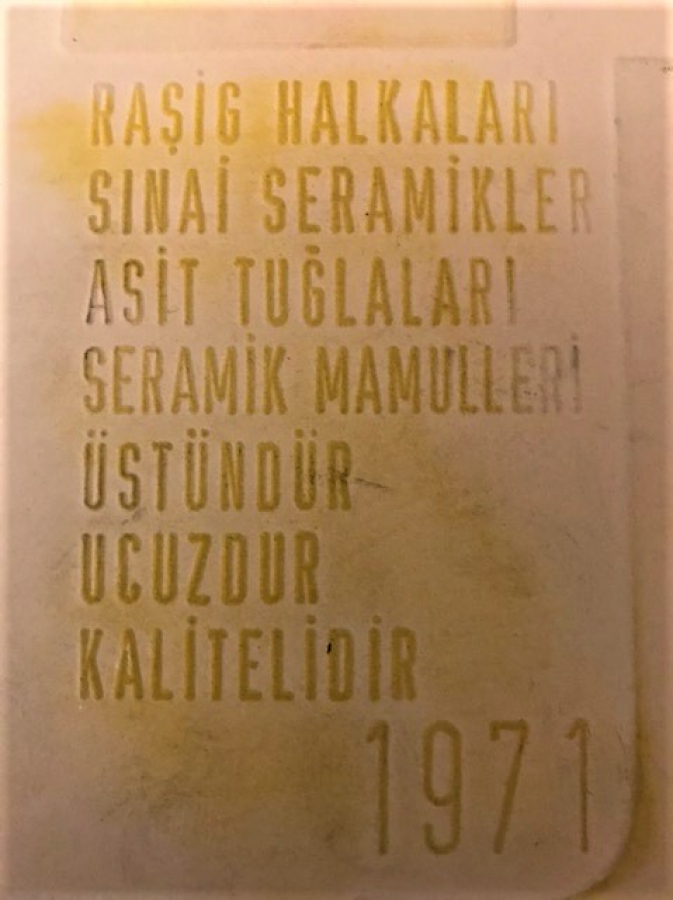 RAŞİG HALKALARI
SINAİ SERAMİKLER
ASİT TUĞLALARI
SERAMİK MAMULLERİ
ÜSTÜNDÜR
UCUZDUR
KALİTELİDİR
1971